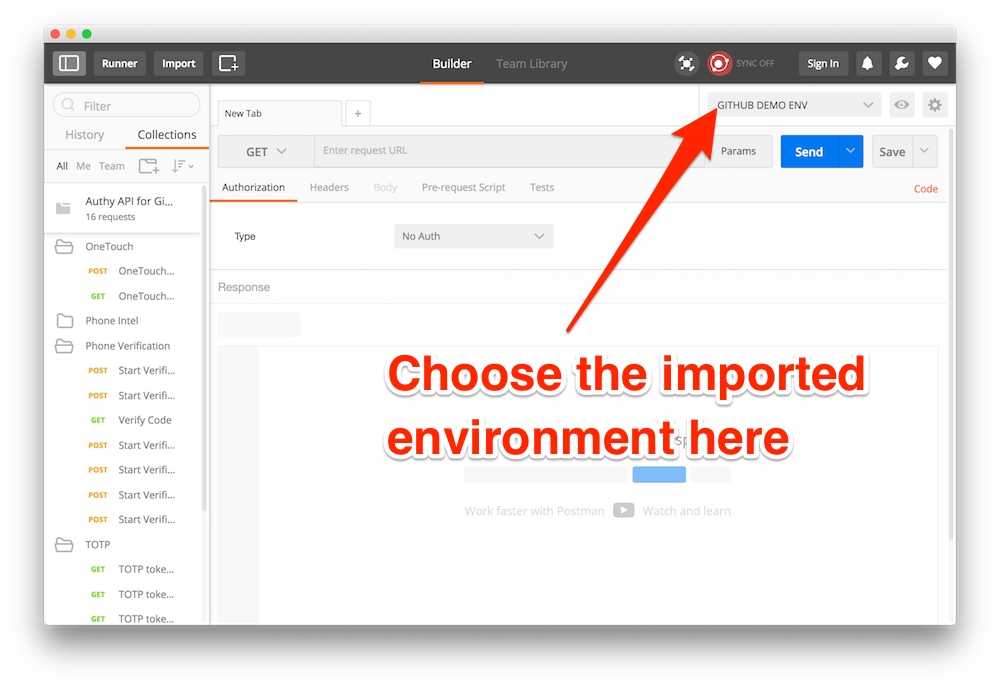 Runner
Import
Builder
Team Library
SYNC OFF
Sign In
Filter
History
Collections
All Me Team
Authy API for Gi...
16 requests
OneTouch
POST OneTouch...
GET OneTouch...
Phone Intel
Phone Verification
POST Start Verifi...
POST Start Verifi...
GET Verify Code
POST Start Verifi...
POST Start Verifi...
POST Start Verifi...
POST Start Verifi...
TOTP
GET TOTP toke...
GET TOTP toke...
GET TOTP toke...
New Tab
+
GITHUB DEMO ENV
GET
Enter request URL
Params
Send
Save
Authorization
Headers
Body
Pre-request Script
Tests
Code
Type
No Auth
Response
Choose the imported
environment here
Work faster with Postman
Watch and learn